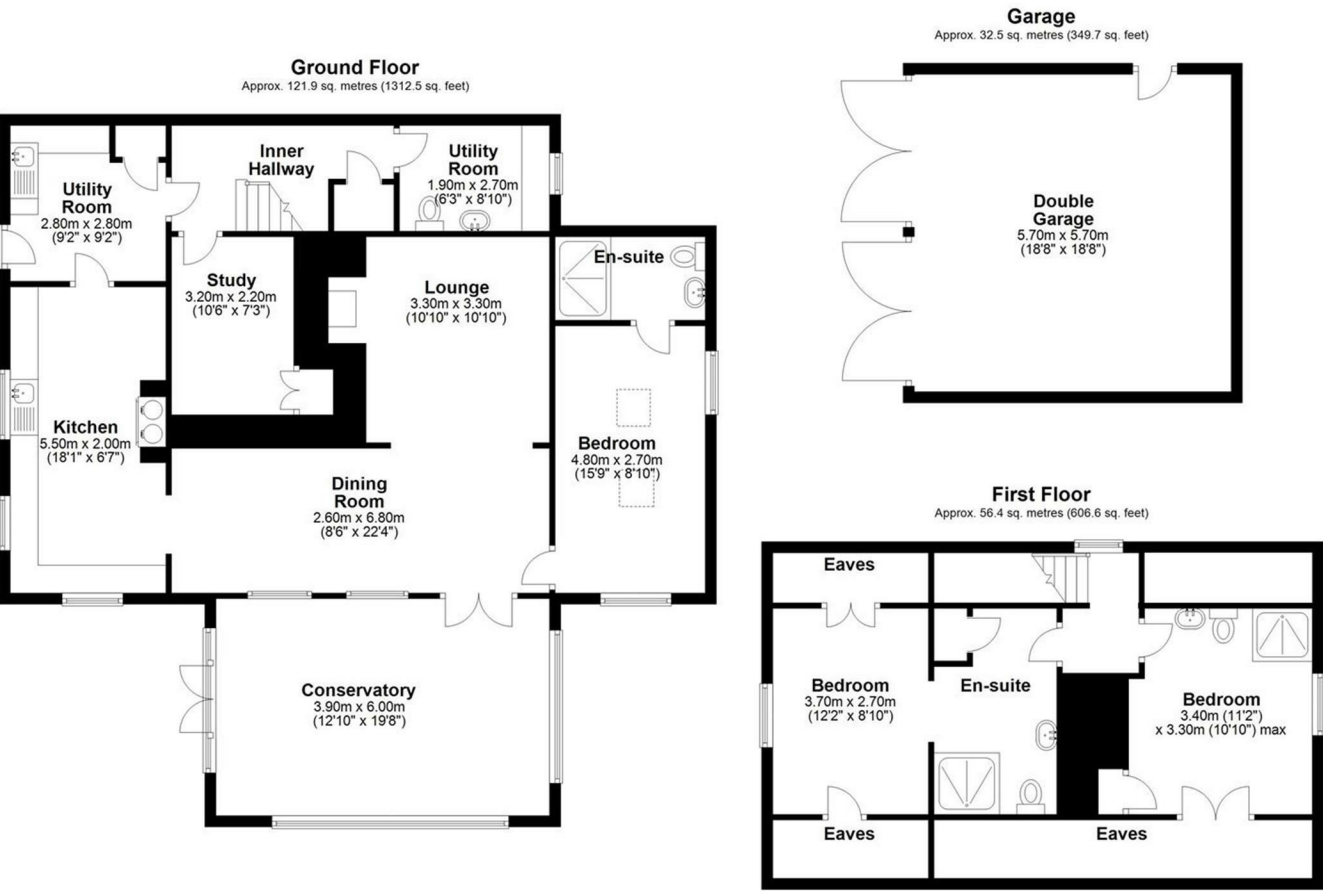 Ground Floor
Approx. 121.9 sq. metres (1312.5 sq. feet)
Inner
Hallway
Utility
Room
1.90m x 2.70m
(6'3" x 8'10")
Utility
Room
2.80m x 2.80m
(9'2" x 9'2")
En-suite
Study
3.20m x 2.20m
(10'6" x 7'3")
Lounge
3.30m x 3.30m
(10'10" x 10'10")
Kitchen
5.50m x 2.00m
(18'1" x 6'7")
Bedroom
4.80m x 2.70m
(15'9" x 8'10")
Dining
Room
2.60m x 6.80m
(8'6" x 22'4")
Conservatory
3.90m x 6.00m
(12'10" x 19'8")
Garage
Approx. 32.5 sq. metres (349.7 sq. feet)
Double
Garage
5.70m x 5.70m
(18'8" x 18'8")
First Floor
Approx. 56.4 sq. metres (606.6 sq. feet)
Eaves
Bedroom
3.70m x 2.70m
(12'2" x 8'10")
En-suite
Bedroom
3.40m (11'2")
x 3.30m (10'10") max
Eaves
Eaves